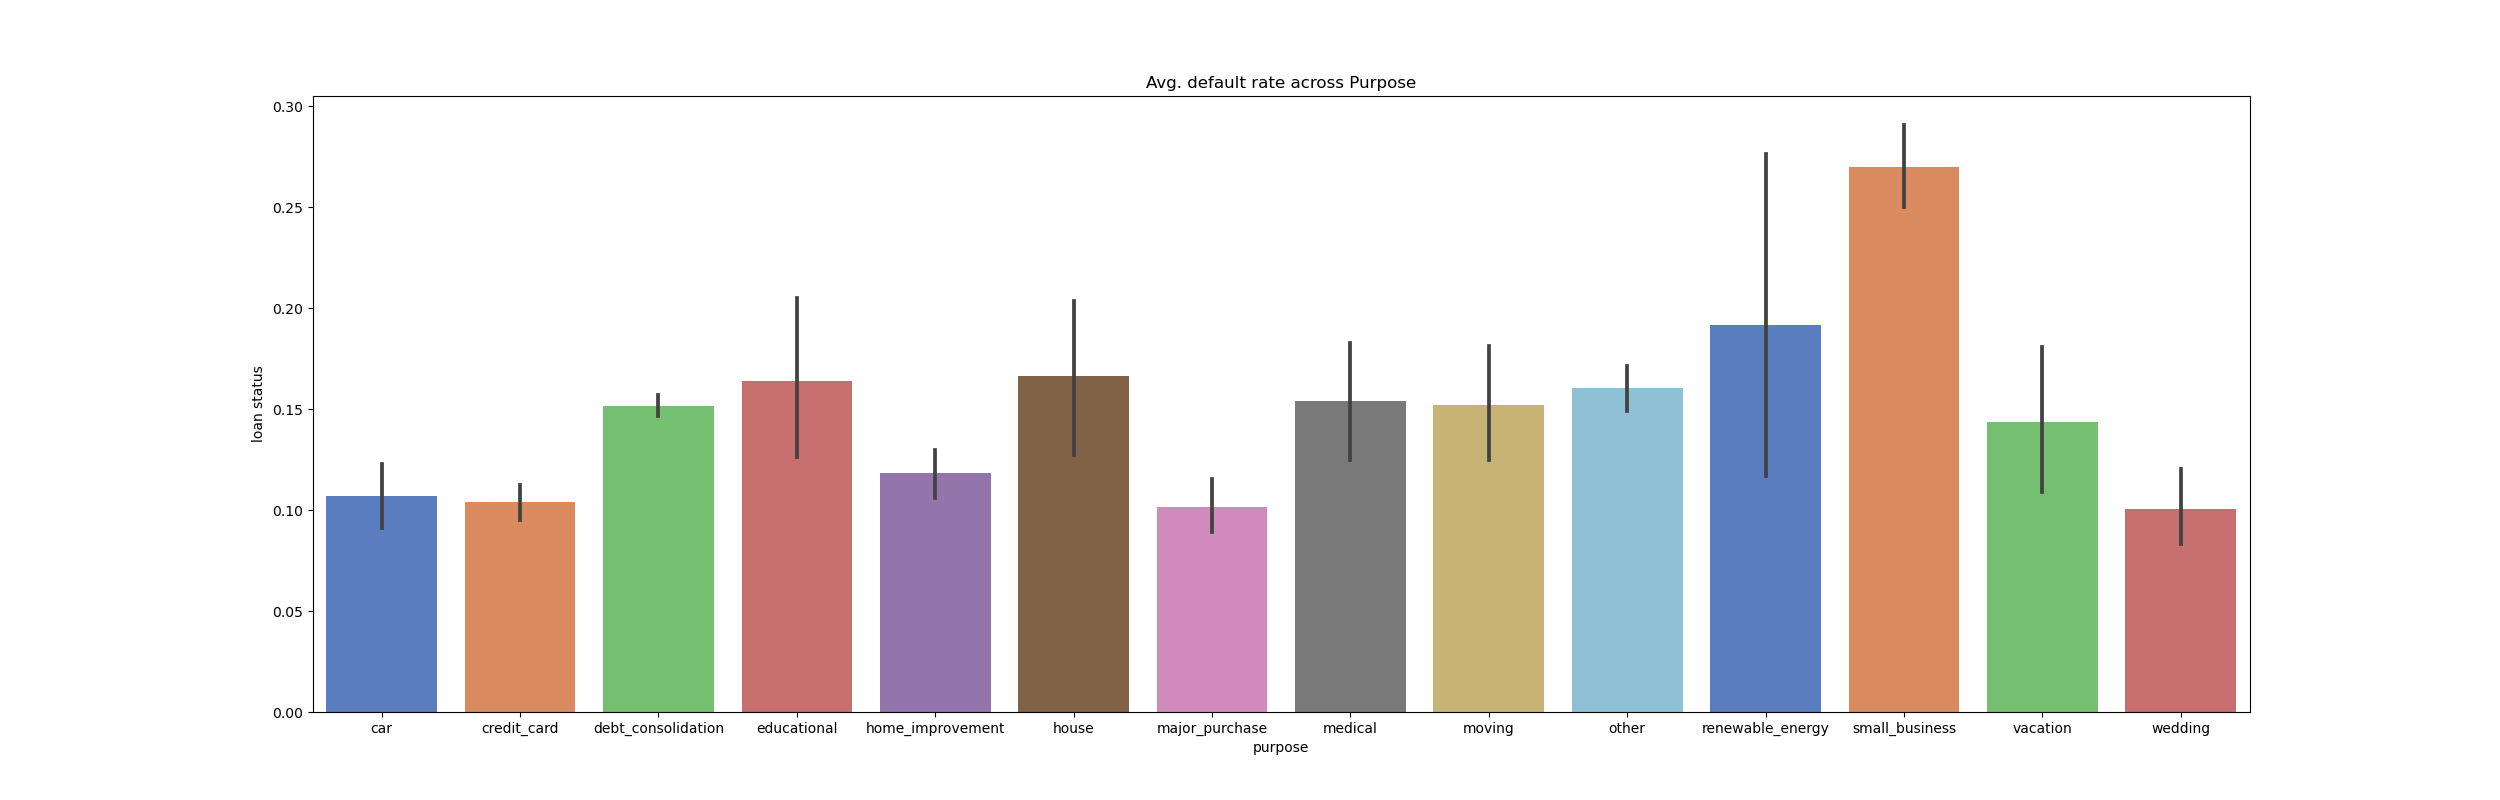 Avg. default rate across Purpose
0.30
0.25
0.20
0.15
0.10
0.05
0.00
loan status
car credit_card debt_consolidation educational home_improvement house major_purchase medical moving other renewable_energy small_business vacation wedding
purpose